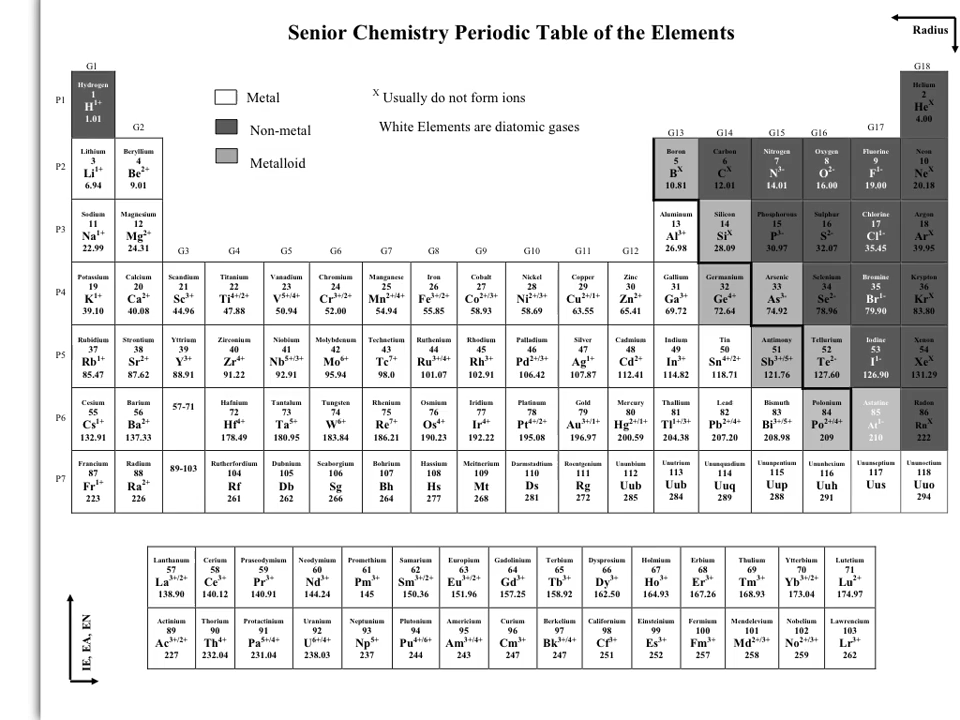 Senior Chemistry Periodic Table of the Elements
Radius
G1 G18
P1 Hydrogen Helium
1 2
H1+ HeX
1.01 4.00
Metal
X Usually do not form ions
Non-metal
White Elements are diatomic gases
Metalloid
G2 G13 G14 G15 G16 G17
P2 Lithium Beryllium Boron Carbon Nitrogen Oxygen Fluorine Neon
3 4 5 6 7 8 9 10
Li1+ Be2+ BX CX N3- O2- F1- NeX
6.94 9.01 10.81 12.01 14.01 16.00 19.00 20.18
P3 Sodium Magnesium Aluminum Silicon Phosphorous Sulphur Chlorine Argon
11 12 13 14 15 16 17 18
Na1+ Mg2+ Al3+ SiX P3- S2- Cl1- ArX
22.99 24.31 26.98 28.09 30.97 32.07 35.45 39.95
G3 G4 G5 G6 G7 G8 G9 G10 G11 G12
P4 Potassium Calcium Scandium Titanium Vanadium Chromium Manganese Iron Cobalt Nickel Copper Zinc Gallium Germanium Arsenic Selenium Bromine Krypton
19 20 21 22 23 24 25 26 27 28 29 30 31 32 33 34 35 36
K1+ Ca2+ Sc3+ Ti4+/2+ V5+/4+ Cr3+/2+ Mn2+/4+ Fe3+/2+ Co2+/3+ Ni2+/3+ Cu2+/1+ Zn2+ Ga3+ Ge4+ As3- Se2- Br1- KrX
39.10 40.08 44.96 47.88 50.94 52.00 54.94 55.85 58.93 58.69 63.55 65.41 69.72 72.64 74.92 78.96 79.90 83.80
P5 Rubidium Strontium Yttrium Zirconium Niobium Molybdenum Technetium Ruthenium Rhodium Palladium Silver Cadmium Indium Tin Antimony Tellurium Iodine Xenon
37 38 39 40 41 42 43 44 45 46 47 48 49 50 51 52 53 54
Rb1+ Sr2+ Y3+ Zr4+ Nb5+/3+ Mo6+ Tc7+ Ru3+/4+ Rh3+ Pd2+/3+ Ag1+ Cd2+ In3+ Sn4+/2+ Sb3+/5+ Te2- I1- XeX
85.47 87.62 88.91 91.22 92.91 95.94 98.0 101.07 102.91 106.42 107.87 112.41 114.82 118.71 121.76 127.60 126.90 131.29
P6 Cesium Barium 57-71 Hafnium Tantalum Tungsten Rhenium Osmium Iridium Platinum Gold Mercury Thallium Lead Bismuth Polonium Astatine Radon
55 56 72 73 74 75 76 77 78 79 80 81 82 83 84 85 86
Cs1+ Ba2+ Hf4+ Ta5+ W6+ Re7+ Os4+ Ir4+ Pt4+/2+ Au3+/1+ Hg2+/1+ Tl1+/3+ Pb2+/4+ Bi3+/5+ Po2+/4+ At1- RnX
132.91 137.33 178.49 180.95 183.84 186.21 190.23 192.22 195.08 196.97 200.59 204.38 207.20 208.98 209 210 222
P7 Francium Radium 89-103 Rutherfordium Dubnium Seaborgium Bohrium Hassium Meitnerium Darmstadtium Roentgenium Ununbium Ununtrium Ununquadium Ununpentium Ununhexium Ununseptium Ununoctium
87 88 104 105 106 107 108 109 110 111 112 113 114 115 116 117 118
Fr1+ Ra2+ Rf Db Sg Bh Hs Mt Ds Rg Uub Uub Uuq Uup Uuh Uus Uuo
223 226 261 262 266 264 277 268 281 272 285 284 289 288 291 294
Lanthanum Cerium Praseodymium Neodymium Promethium Samarium Europium Gadolinium Terbium Dysprosium Holmium Erbium Thulium Ytterbium Lutetium
57 58 59 60 61 62 63 64 65 66 67 68 69 70 71
La3+/2+ Ce3+ Pr3+ Nd3+ Pm3+ Sm3+/2+ Eu3+/2+ Gd3+ Tb3+ Dy3+ Ho3+ Er3+ Tm3+ Yb3+/2+ Lu2+
138.90 140.12 140.91 144.24 145 150.36 151.96 157.25 158.92 162.50 164.93 167.26 168.93 173.04 174.97
Actinium Thorium Protactinium Uranium Neptunium Plutonium Americium Curium Berkelium Californium Einsteinium Fermium Mendelevium Nobelium Lawrencium
89 90 91 92 93 94 95 96 97 98 99 100 101 102 103
Ac3+/2+ Th4+ Pa5+/4+ U6+/4+ Np5+ Pu4+/6+ Am3+/4+ Cm3+ Bk3+/4+ Cf3+ Es3+ Fm3+ Md2+/3+ No2+/3+ Lr3+
227 232.04 231.04 238.03 237 244 243 247 247 251 252 257 258 259 262
IE, EA, EN